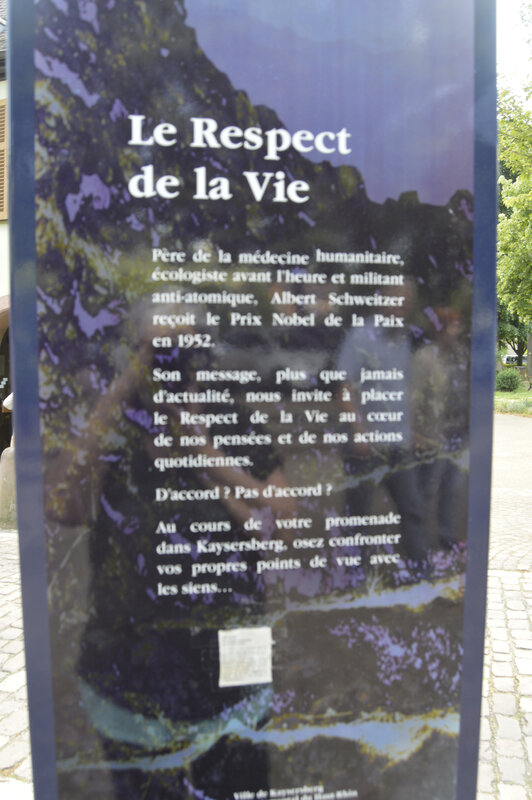 Le Respect
de la Vie
Père de la médecine humanitaire,
écologiste avant l'heure et militant
anti-atomique, Albert Schweitzer
reçoit le Prix Nobel de la Paix
en 1952.
Son message, plus que jamais
d'actualité, nous invite à placer
le Respect de la Vie au cœur
de nos pensées et de nos actions
quotidiennes.
D'accord ? Pas d'accord ?
Au cours de votre promenade
dans Kaysersberg, osez confronter
vos propres points de vue avec
les siens...
Ville de Kaysersberg
du Haut-Rhin